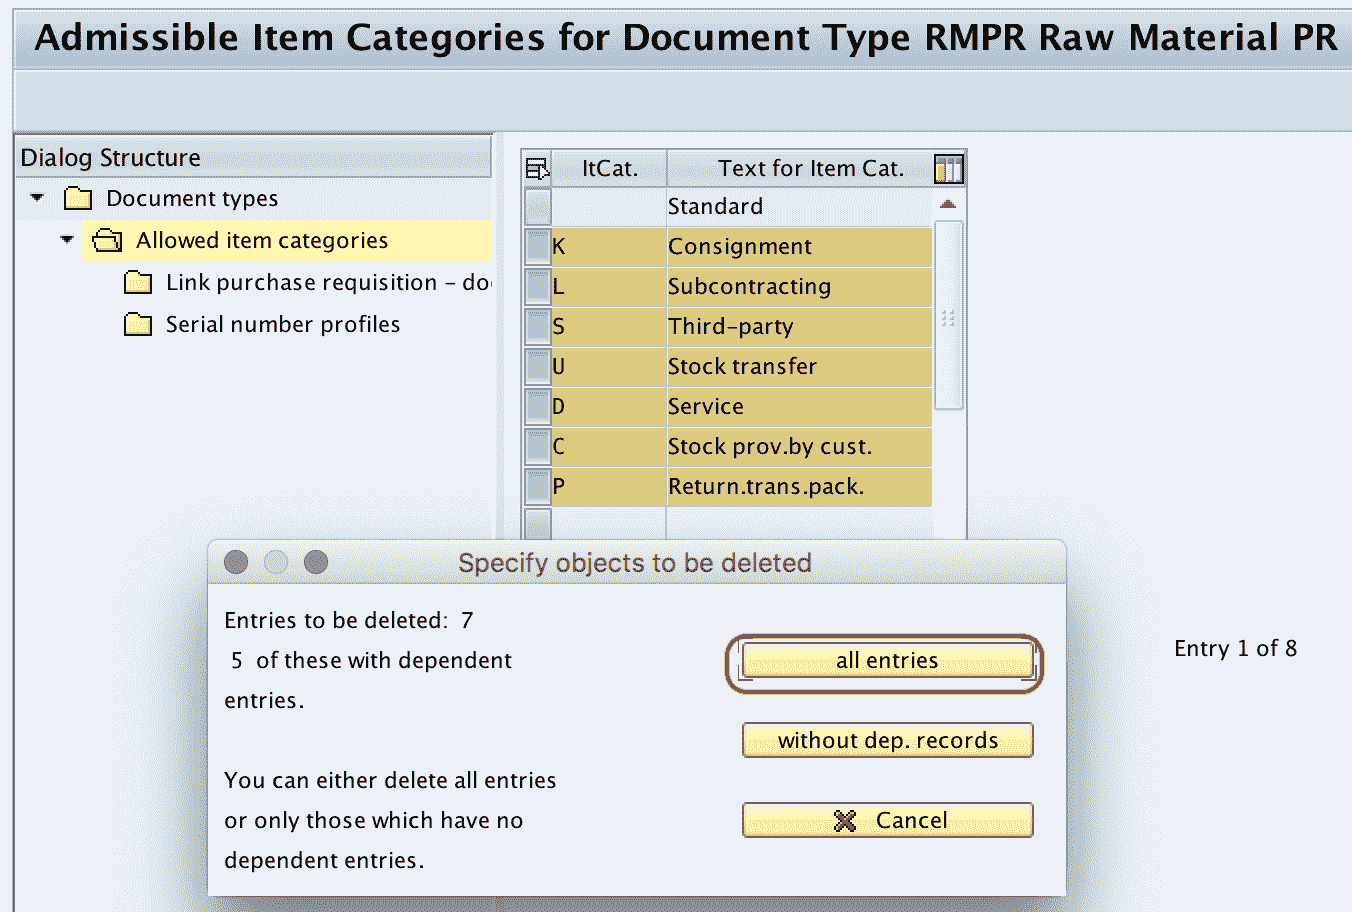 Admissible Item Categories for Document Type RMPR Raw Material PR
Dialog Structure
Document types
Allowed item categories
Link purchase requisition – do
Serial number profiles
ItCat. Text for Item Cat.
Standard
K Consignment
L Subcontracting
S Third–party
U Stock transfer
D Service
C Stock prov.by cust.
P Return.trans.pack.
Specify objects to be deleted
Entries to be deleted: 7
5 of these with dependent
entries.
You can either delete all entries
or only those which have no
dependent entries.
all entries
without dep. records
Cancel
Entry 1 of 8